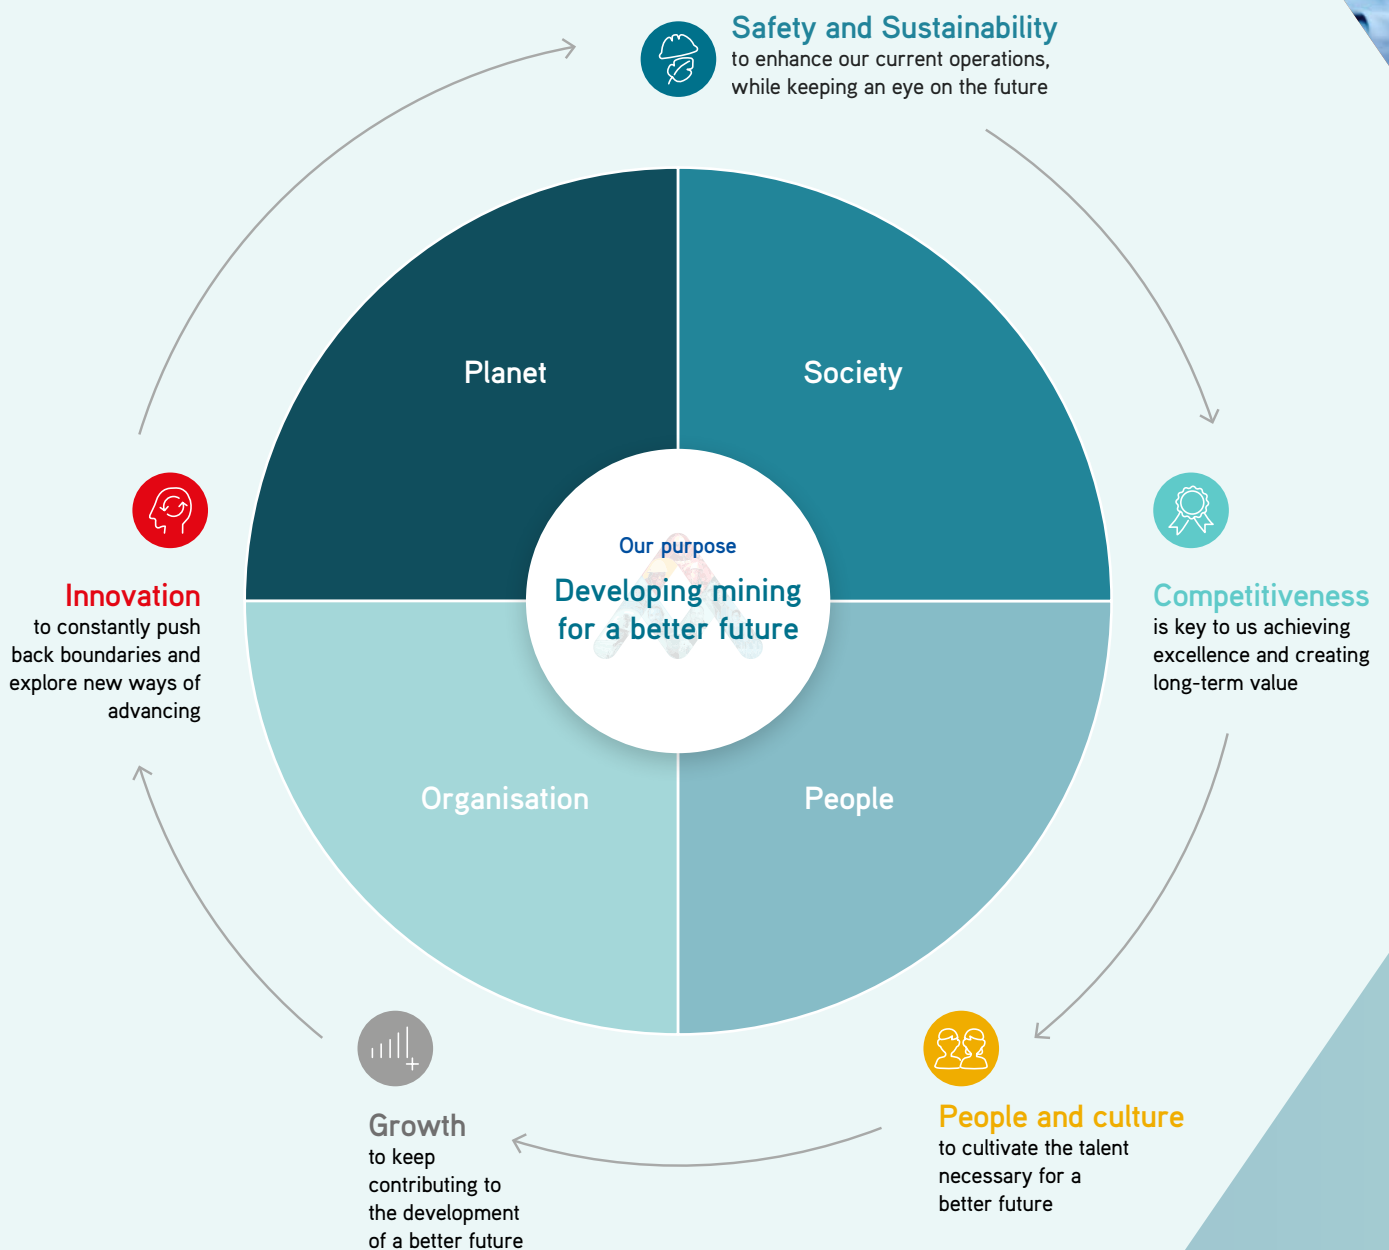 Safety and Sustainability
to enhance our current operations,
while keeping an eye on the future
Planet
Society
Our purpose
Developing mining
for a better future
Innovation
to constantly push
back boundaries and
explore new ways of
advancing
Competitiveness
is key to us achieving
excellence and creating
long-term value
Organisation
People
Growth
to keep
contributing to
the development
of a better future
People and culture
to cultivate the talent
necessary for a
better future